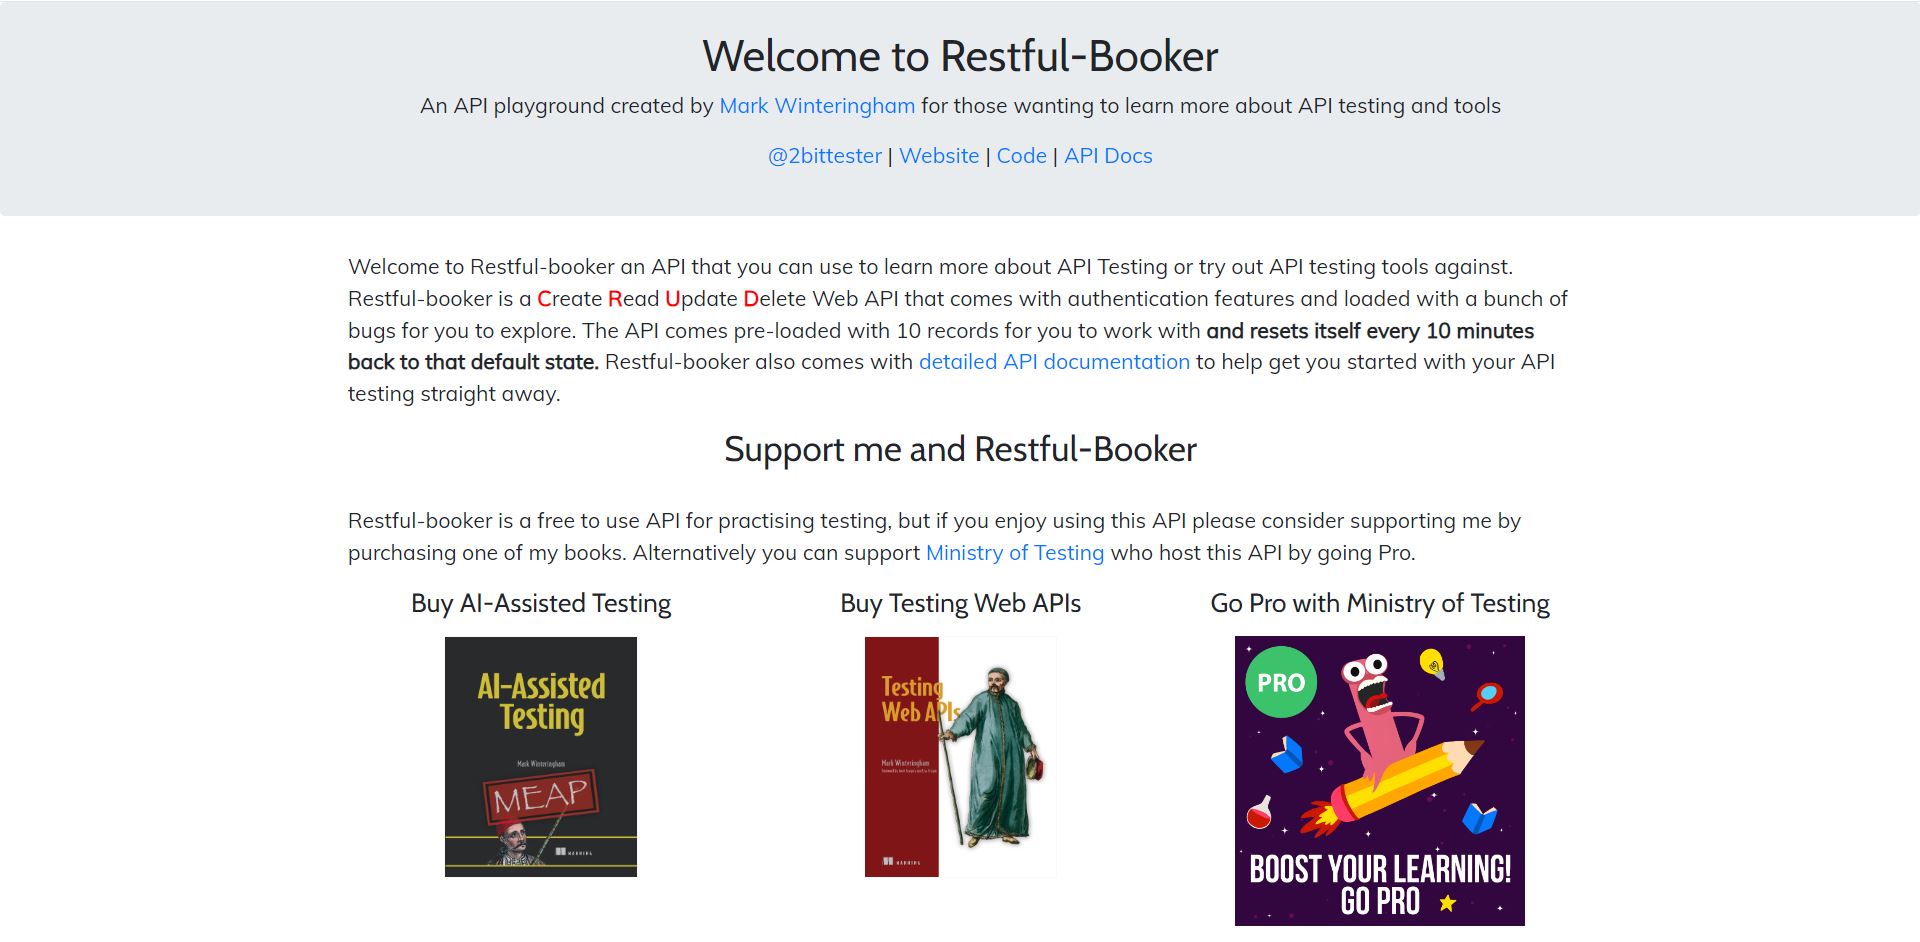 Welcome to Restful-Booker
An API playground created by Mark Winteringham for those wanting to learn more about API testing and tools
@2bittester | Website | Code | API Docs
Welcome to Restful-booker an API that you can use to learn more about API Testing or try out API testing tools against.
Restful-booker is a Create Read Update Delete Web API that comes with authentication features and loaded with a bunch of
bugs for you to explore. The API comes pre-loaded with 10 records for you to work with and resets itself every 10 minutes
back to that default state. Restful-booker also comes with detailed API documentation to help get you started with your API
testing straight away.
Support me and Restful-Booker
Restful-booker is a free to use API for practising testing, but if you enjoy using this API please consider supporting me by
purchasing one of my books. Alternatively you can support Ministry of Testing who host this API by going Pro.
Buy AI-Assisted Testing
AI-Assisted
Testing
Mark Winteringham
MEAP
MANNING
Buy Testing Web APIs
Testing
Web APIs
Mark Winteringham
MANNING
Go Pro with Ministry of Testing
PRO
BOOST YOUR LEARNING!
GO PRO